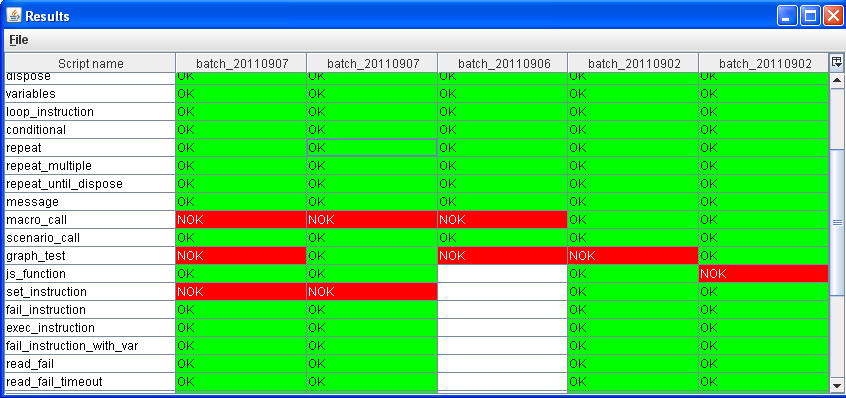 Results
File
Script name batch_20110907 batch_20110907 batch_20110906 batch_20110902 batch_20110902
dispose OK OK OK OK OK
variables OK OK OK OK OK
loop_instruction OK OK OK OK OK
conditional OK OK OK OK OK
repeat OK OK OK OK OK
repeat_multiple OK OK OK OK OK
repeat_until_dispose OK OK OK OK OK
message OK OK OK OK OK
macro_call NOK NOK NOK OK OK
scenario_call OK OK OK OK OK
graph_test NOK OK NOK NOK OK
js_function OK OK OK NOK
set_instruction NOK NOK OK OK
fail_instruction OK OK OK OK
exec_instruction OK OK OK OK
fail_instruction_with_var OK OK OK OK
read_fail OK OK OK OK
read_fail_timeout OK OK OK OK